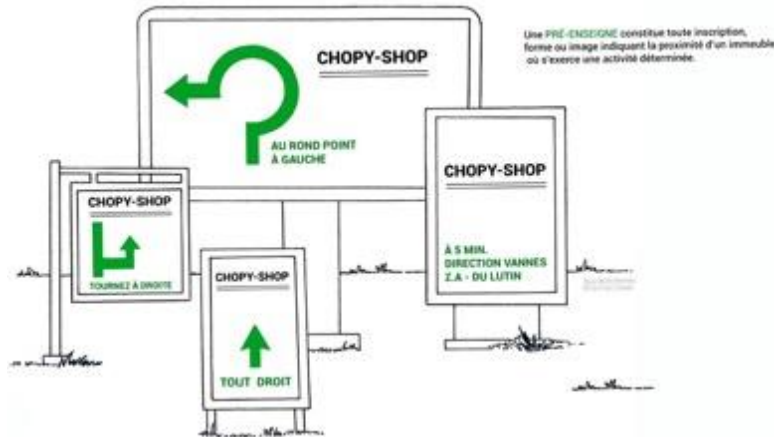 Une PRÉ-ENSEIGNE constitue toute inscription,
forme ou image indiquant la proximité d'un immeuble
où s'exerce une activité déterminée.
CHOPY-SHOP
AU ROND POINT
À GAUCHE
CHOPY-SHOP
À 5 MIN.
DIRECTION VANNES
Z.A - DU LUTIN
CHOPY-SHOP
TOURNEZ À DROITE
CHOPY-SHOP
TOUT DROIT